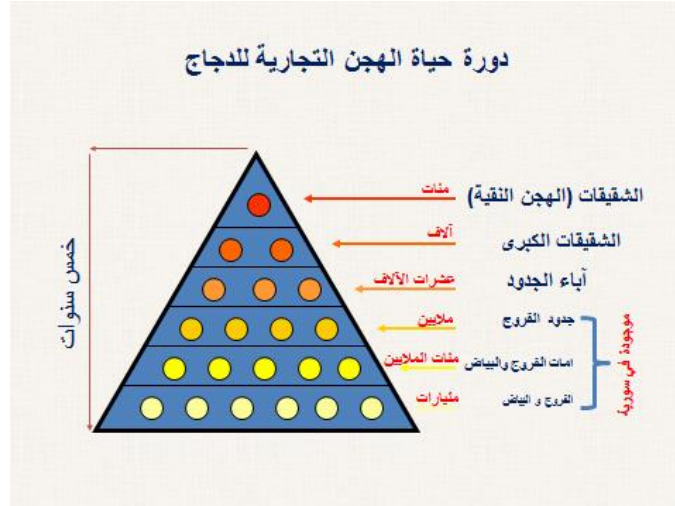 دورة حياة الهجن التجارية للدجاج
الشقيقات (الهجن النقية)
مئات
الشقيقات الكبرى
آلاف
آباء الجدود
عشرات الآلاف
جدود الفروج
ملايين
امات الفروج والبياض
مئات الملايين
الفروج و البياض
مليارات
موجودة في سورية
خمس سنوات